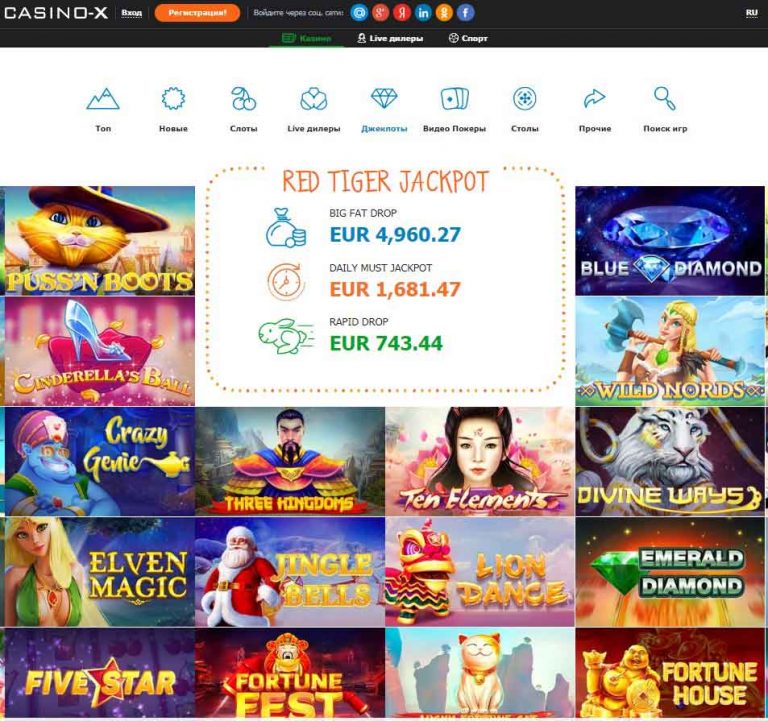 CASINO-X Вход Регистрация! Войдите через соц. сети: RU
Казино Live дилеры Спорт
Топ Новые Слоты Live дилеры Джекпоты Видео Покеры Столы Прочие Поиск игр
RED TIGER JACKPOT
BIG FAT DROP
EUR 4,960.27
DAILY MUST JACKPOT
EUR 1,681.47
RAPID DROP
EUR 743.44
PUSS'N BOOTS
BLUE DIAMOND
CINDERELLA'S BALL
WILD NORDS
Crazy
Genie
THREE KINGDOMS
Ten Elements
DIVINE WAYS
ELVEN
MAGIC
JINGLE
BELLS
LION
DANCE
EMERALD
DIAMOND
FIVE STAR
FORTUNE
FEST
FORTUNE
HOUSE